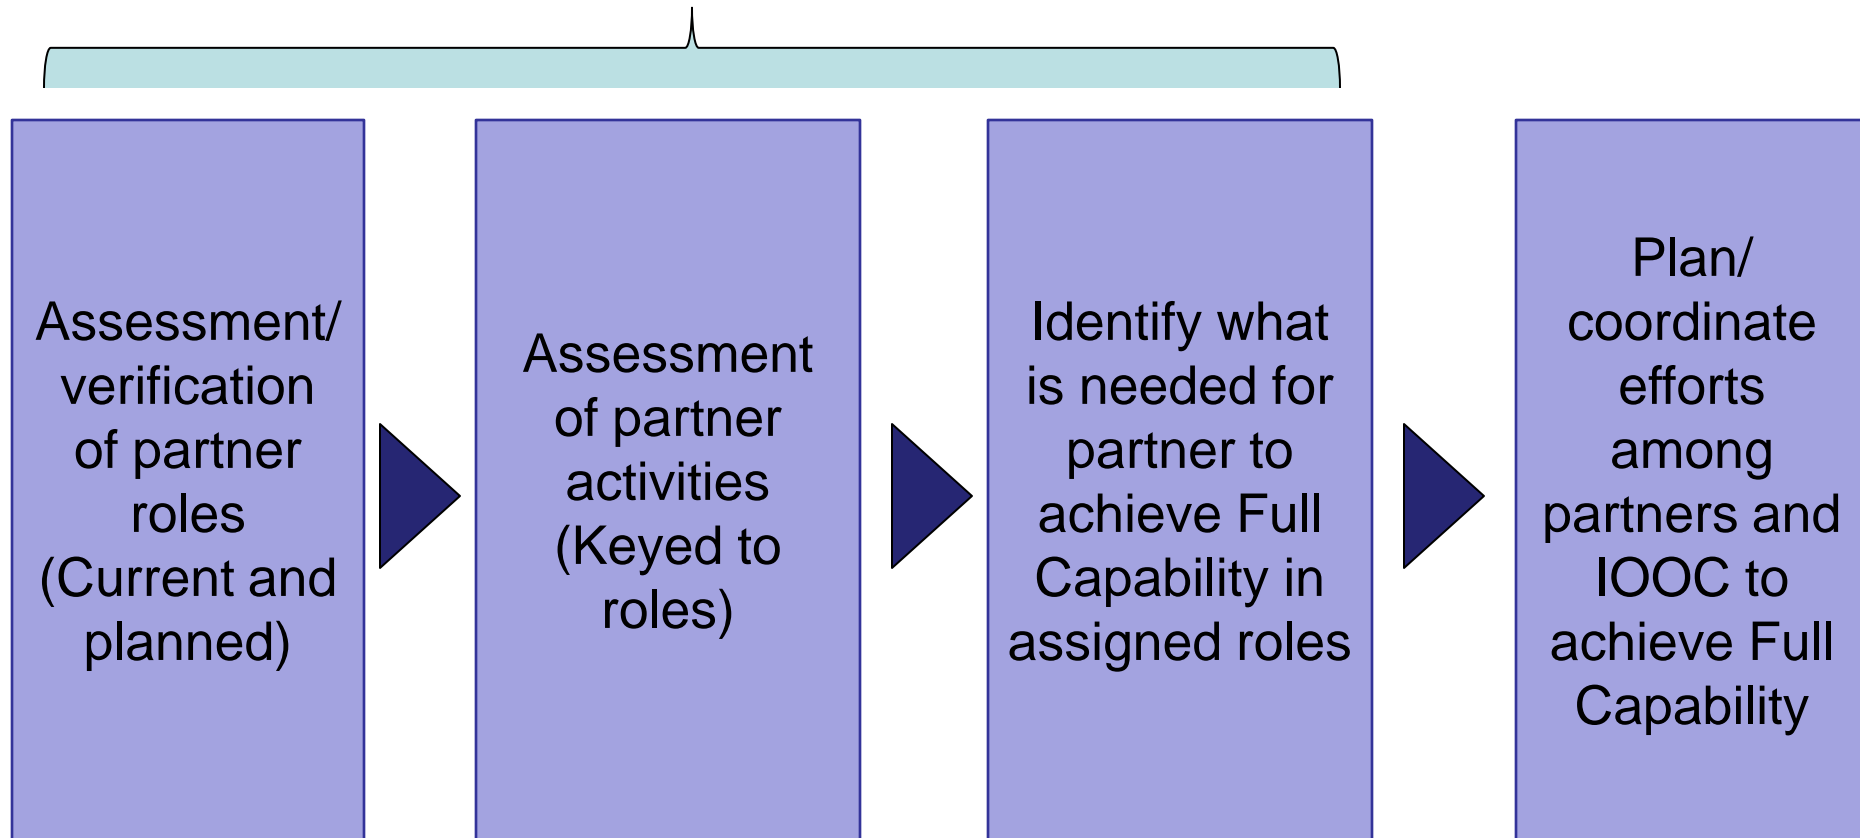 Assessment/
verification
of partner
roles
(Current and
planned)
Assessment
of partner
activities
(Keyed to
roles)
Identify what
is needed for
partner to
achieve Full
Capability in
assigned roles
Plan/
coordinate
efforts
among
partners and
IOOC to
achieve Full
Capability